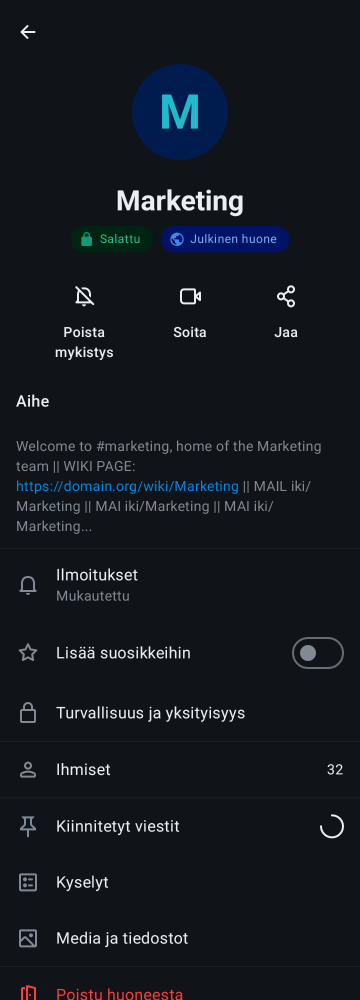 M
Marketing
Salattu
Julkinen huone
Poista
mykistys
Soita
Jaa
Aihe
Welcome to #marketing, home of the Marketing
team || WIKI PAGE:
https://domain.org/wiki/Marketing || MAIL iki/
Marketing || MAI iki/Marketing || MAI iki/
Marketing...
Ilmoitukset
Mukautettu
Lisää suosikkeihin
Turvallisuus ja yksityisyys
Ihmiset
32
Kiinnitetyt viestit
Kyselyt
Media ja tiedostot
Poistu huoneesta